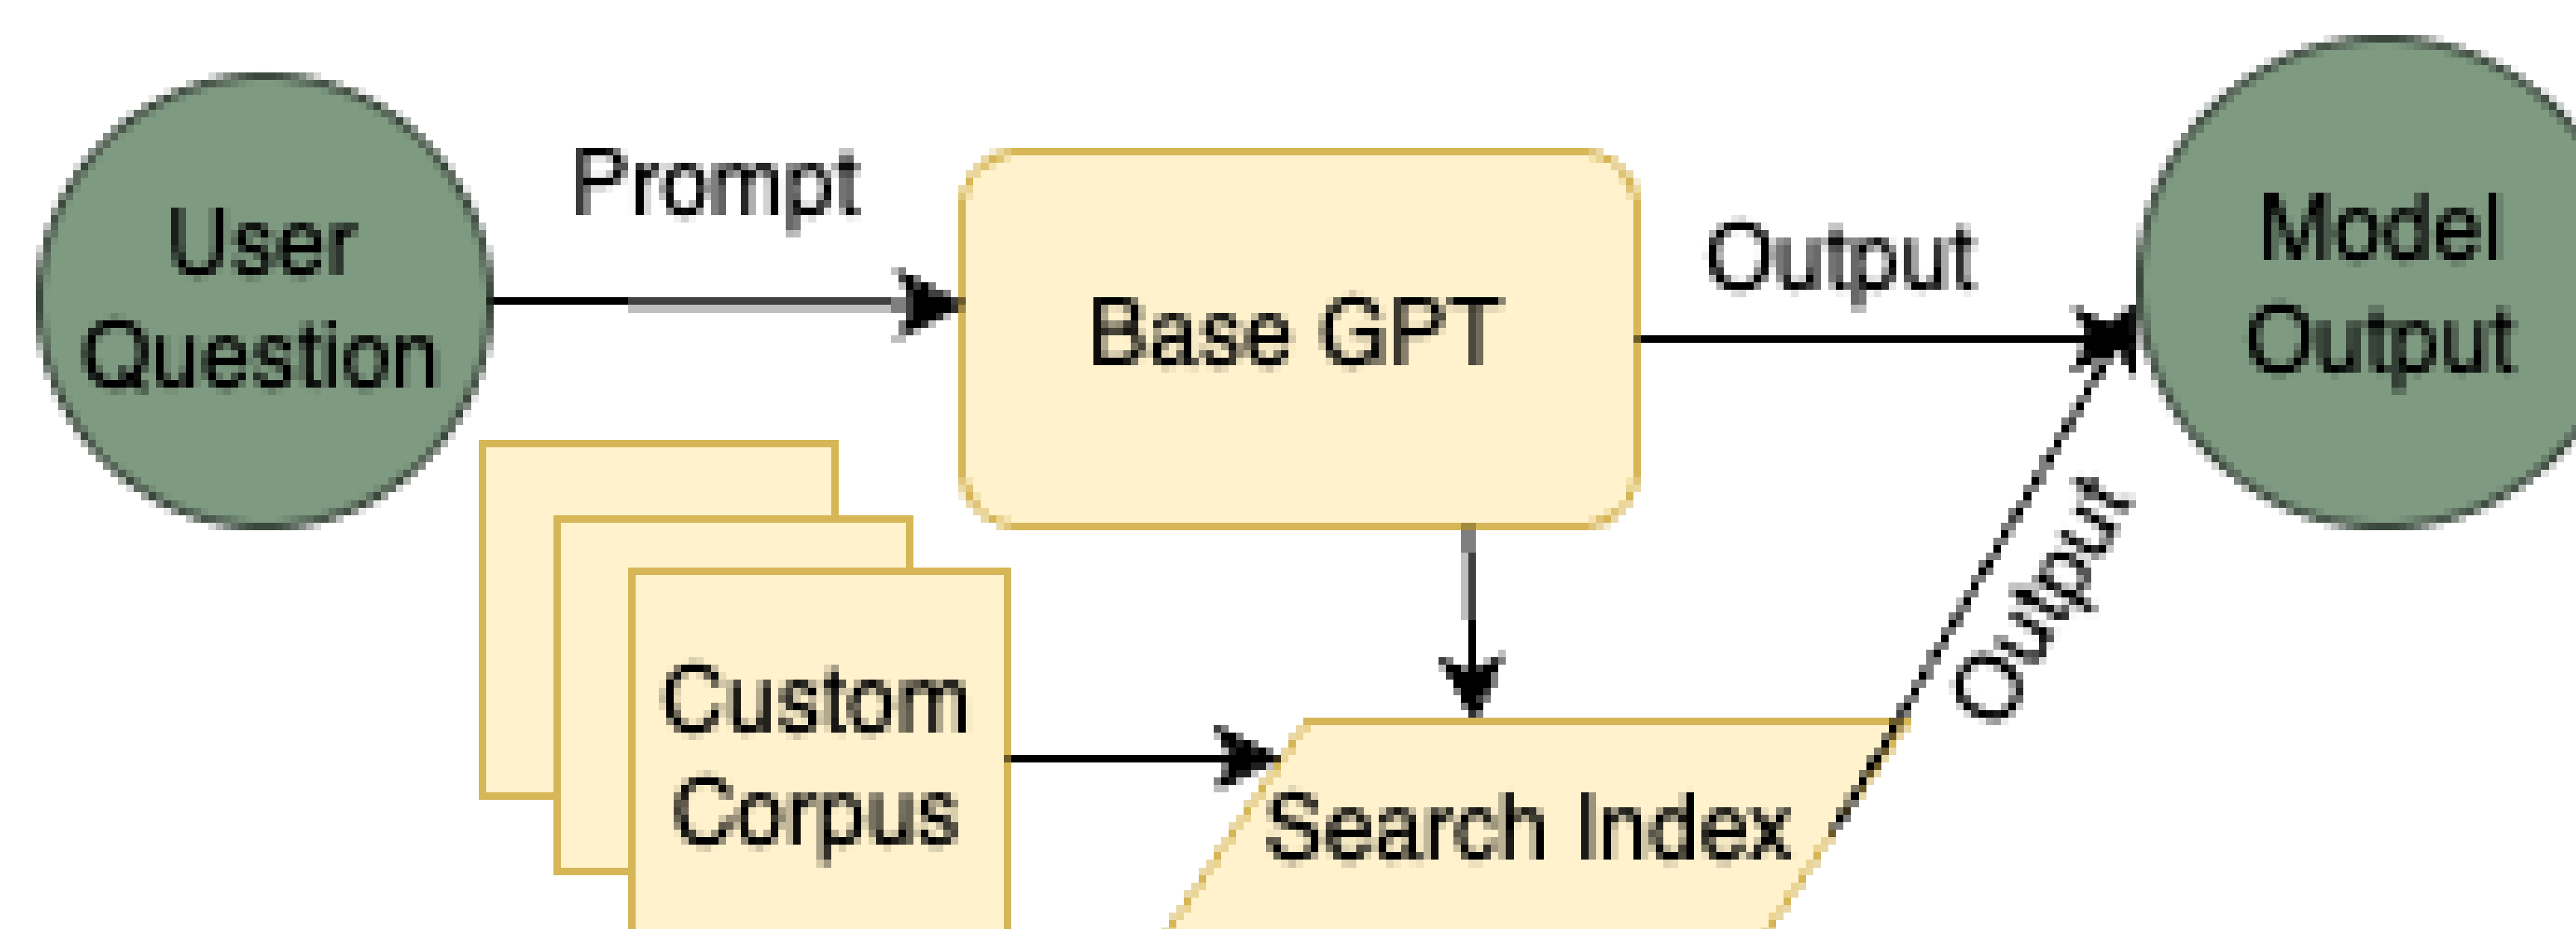 User
Question
Prompt
Base GPT
Output
Model
Output
Custom
Corpus
Search Index
Output